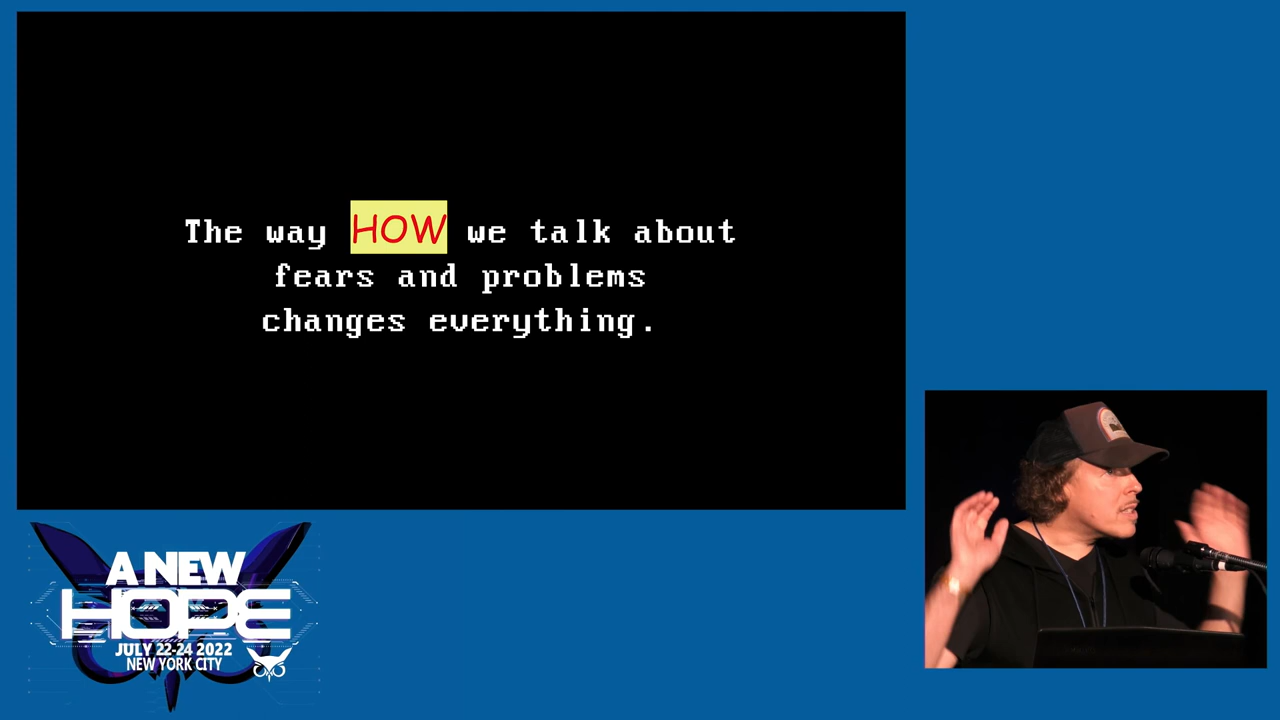 The way HOW we talk about
fears and problems
changes everything.
A NEW
HOPE
JULY 22-24 2022
NEW YORK CITY